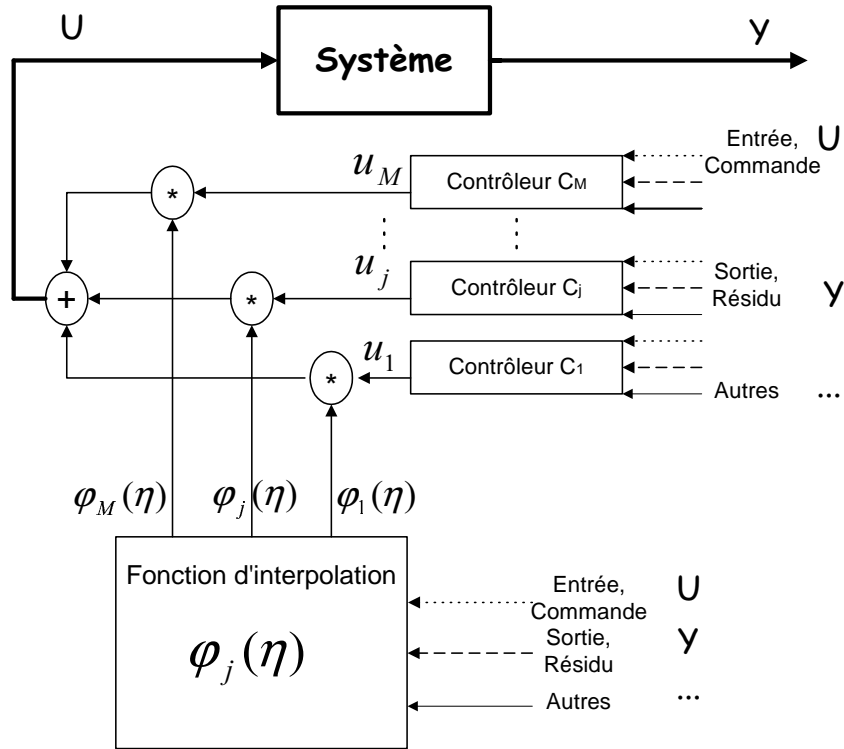 U
Système
Y
Entrée, U
Commande
u_M
Contrôleur C_M
*
u_j
Contrôleur C_j
Sortie,
Résidu
Y
+
*
u_1
Contrôleur C_1
*
Autres ...
φ_M(η) φ_j(η) φ_1(η)
Fonction d'interpolation
φ_j(η)
Entrée, U
Commande
Sortie, Y
Résidu
Autres ...